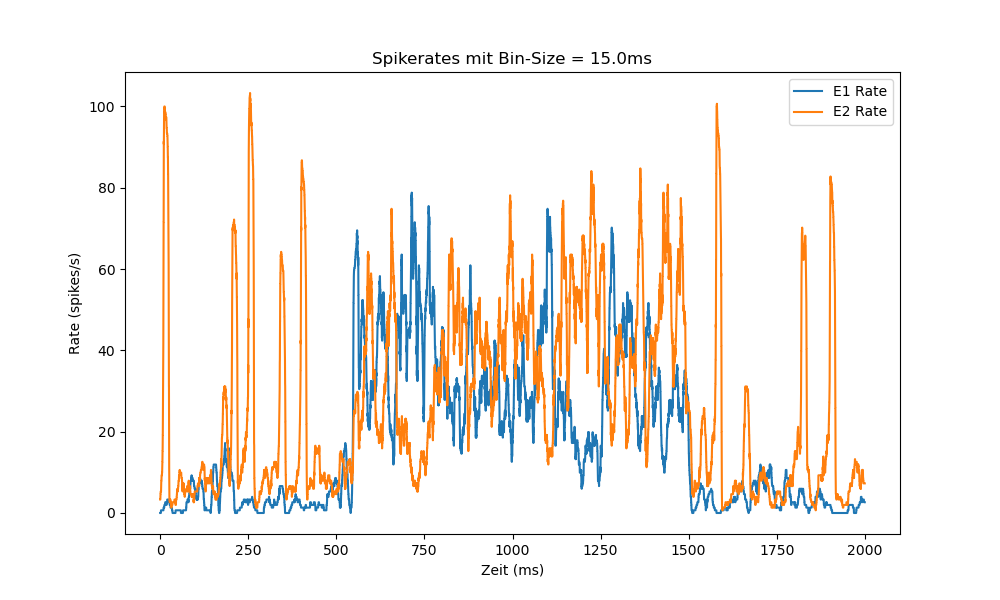 Spikerates mit Bin-Size = 15.0ms
E1 Rate
E2 Rate
100
80
60
40
20
0
Rate (spikes/s)
0 250 500 750 1000 1250 1500 1750 2000
Zeit (ms)